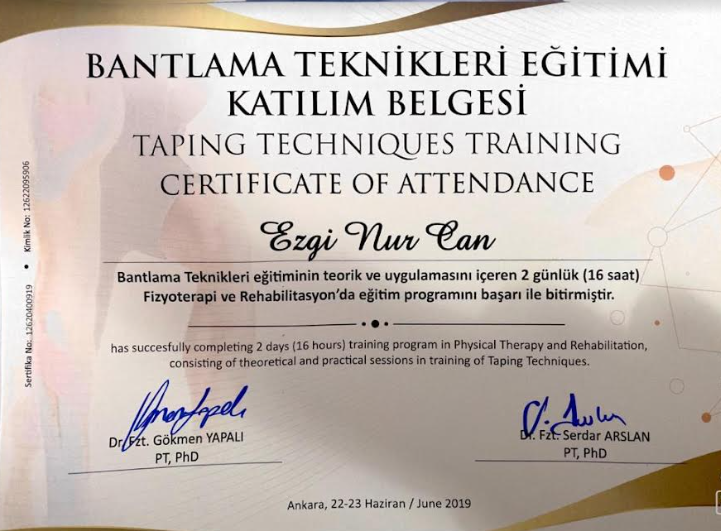 BANTLAMA TEKNİKLERİ EĞİTİMİ
KATILIM BELGESİ
TAPING TECHNIQUES TRAINING
CERTIFICATE OF ATTENDANCE
Ezgi Nur Can
Bantlama Teknikleri eğitiminin teorik ve uygulamasını içeren 2 günlük (16 saat)
Fizyoterapi ve Rehabilitasyon'da eğitim programını başarı ile bitirmiştir.
has succesfully completing 2 days (16 hours) training program in Physical Therapy and Rehabilitation,
consisting of theoretical and practical sessions in training of Taping Techniques.
Dr. Fzt. Gökmen YAPALI
PT, PhD
Dr. Fzt. Serdar ARSLAN
PT, PhD
Ankara, 22-23 Haziran / June 2019
Sertifika No: 12620400919 • Kimlik No: 12622095906